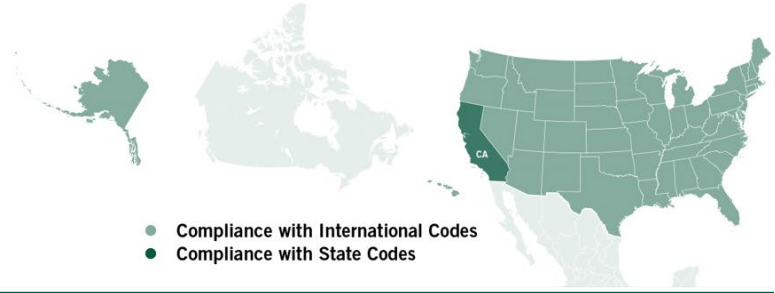 CA
Compliance with International Codes
Compliance with State Codes